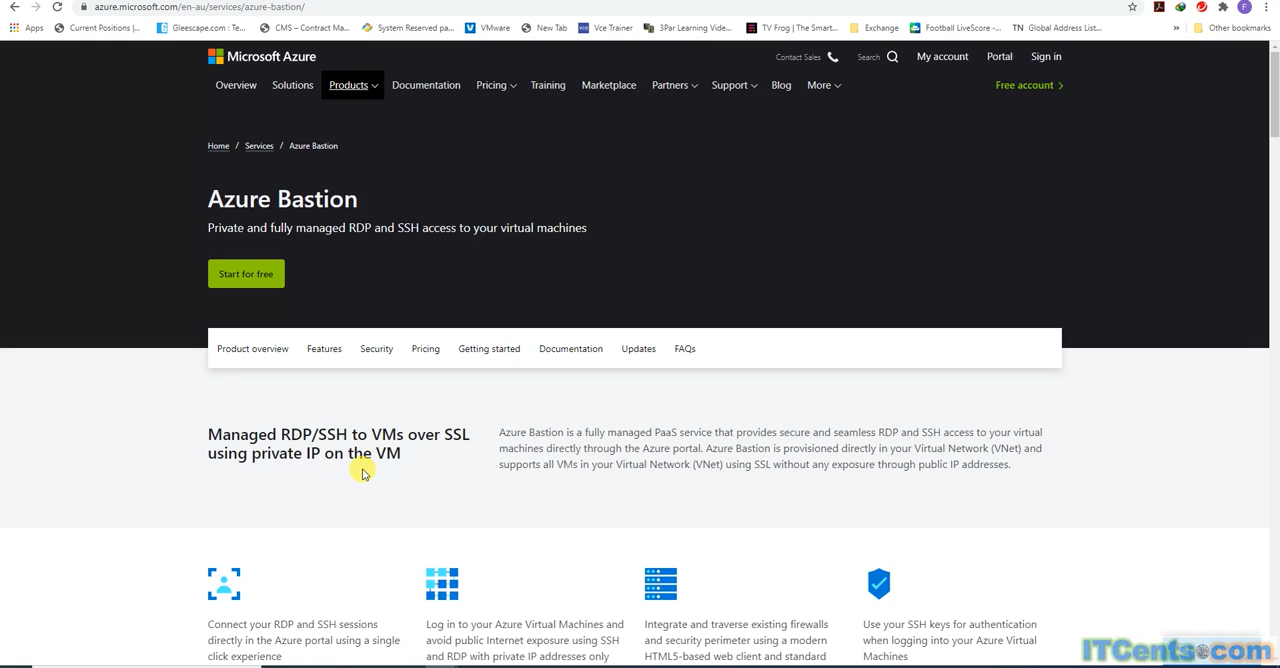 azure.microsoft.com/en-au/services/azure-bastion/
F
Apps Current Positions |... Gleescape.com : Te... CMS – Contract Ma... System Reserved pa... VMware New Tab Vce Trainer 3Par Learning Vide... TV Frog | The Smart... Exchange Football LiveScore -... TN Global Address List... » Other bookmarks
Microsoft Azure
Contact Sales Search My account Portal Sign in
Overview Solutions Products Documentation Pricing Training Marketplace Partners Support Blog More Free account
Home / Services / Azure Bastion
Azure Bastion
Private and fully managed RDP and SSH access to your virtual machines
Start for free
Product overview Features Security Pricing Getting started Documentation Updates FAQs
Managed RDP/SSH to VMs over SSL
using private IP on the VM
Azure Bastion is a fully managed PaaS service that provides secure and seamless RDP and SSH access to your virtual
machines directly through the Azure portal. Azure Bastion is provisioned directly in your Virtual Network (VNet) and
supports all VMs in your Virtual Network (VNet) using SSL without any exposure through public IP addresses.
Connect your RDP and SSH sessions
directly in the Azure portal using a single
click experience
Log in to your Azure Virtual Machines and
avoid public Internet exposure using SSH
and RDP with private IP addresses only
Integrate and traverse existing firewalls
and security perimeter using a modern
HTML5-based web client and standard
Use your SSH keys for authentication
when logging into your Azure Virtual
Machines
ITCents.com